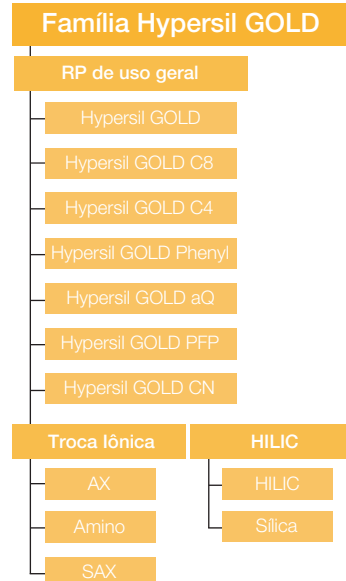 Família Hypersil GOLD
RP de uso geral
Hypersil GOLD
Hypersil GOLD C8
Hypersil GOLD C4
Hypersil GOLD Phenyl
Hypersil GOLD aQ
Hypersil GOLD PFP
Hypersil GOLD CN
Troca Iônica
AX
Amino
SAX
HILIC
HILIC
Sílica